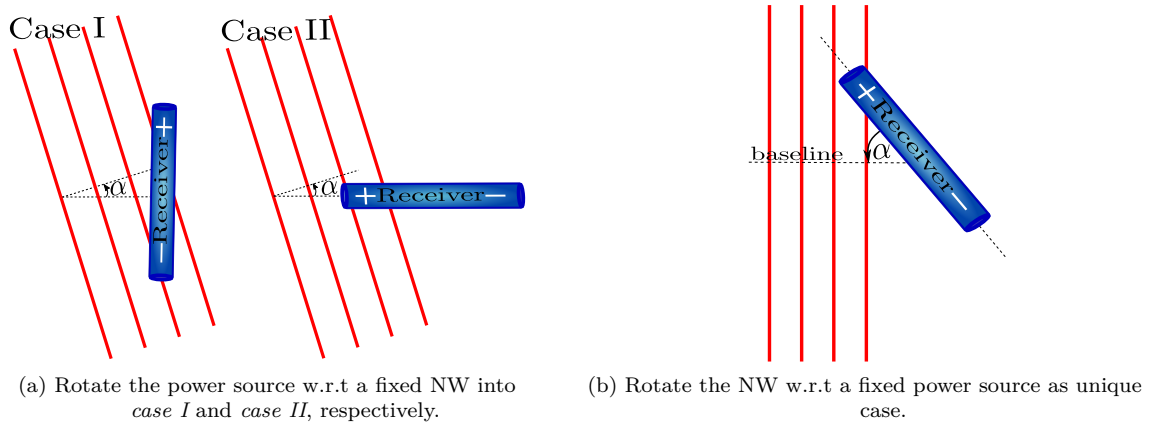 Case I
Case II
α
− Receiver +
α
+ Receiver −
baseline
α
+ Receiver −
(a) Rotate the power source w.r.t a fixed NW into
case I and case II, respectively.
(b) Rotate the NW w.r.t a fixed power source as unique
case.